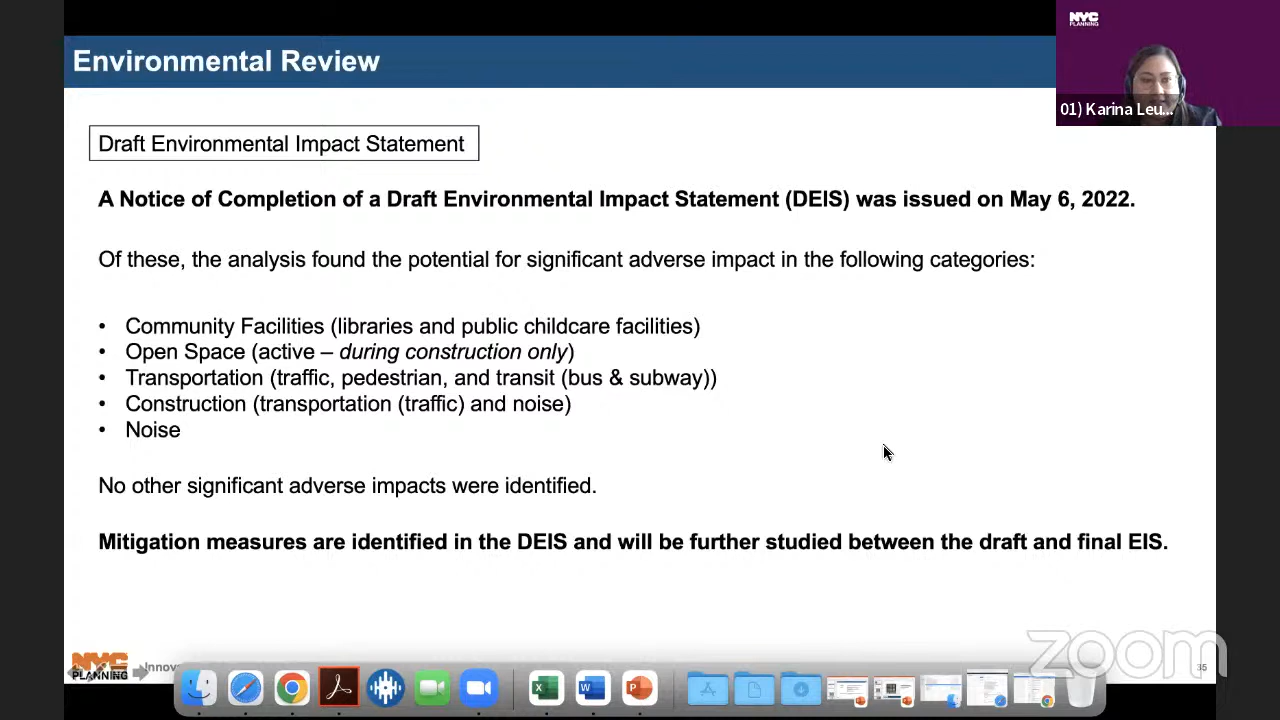 Environmental Review
NYC
PLANNING
01) Karina Leu...
Draft Environmental Impact Statement
A Notice of Completion of a Draft Environmental Impact Statement (DEIS) was issued on May 6, 2022.
Of these, the analysis found the potential for significant adverse impact in the following categories:
• Community Facilities (libraries and public childcare facilities)
• Open Space (active – during construction only)
• Transportation (traffic, pedestrian, and transit (bus & subway))
• Construction (transportation (traffic) and noise)
• Noise
No other significant adverse impacts were identified.
Mitigation measures are identified in the DEIS and will be further studied between the draft and final EIS.
zoom
NYC
PLANNING
35
X
W
P